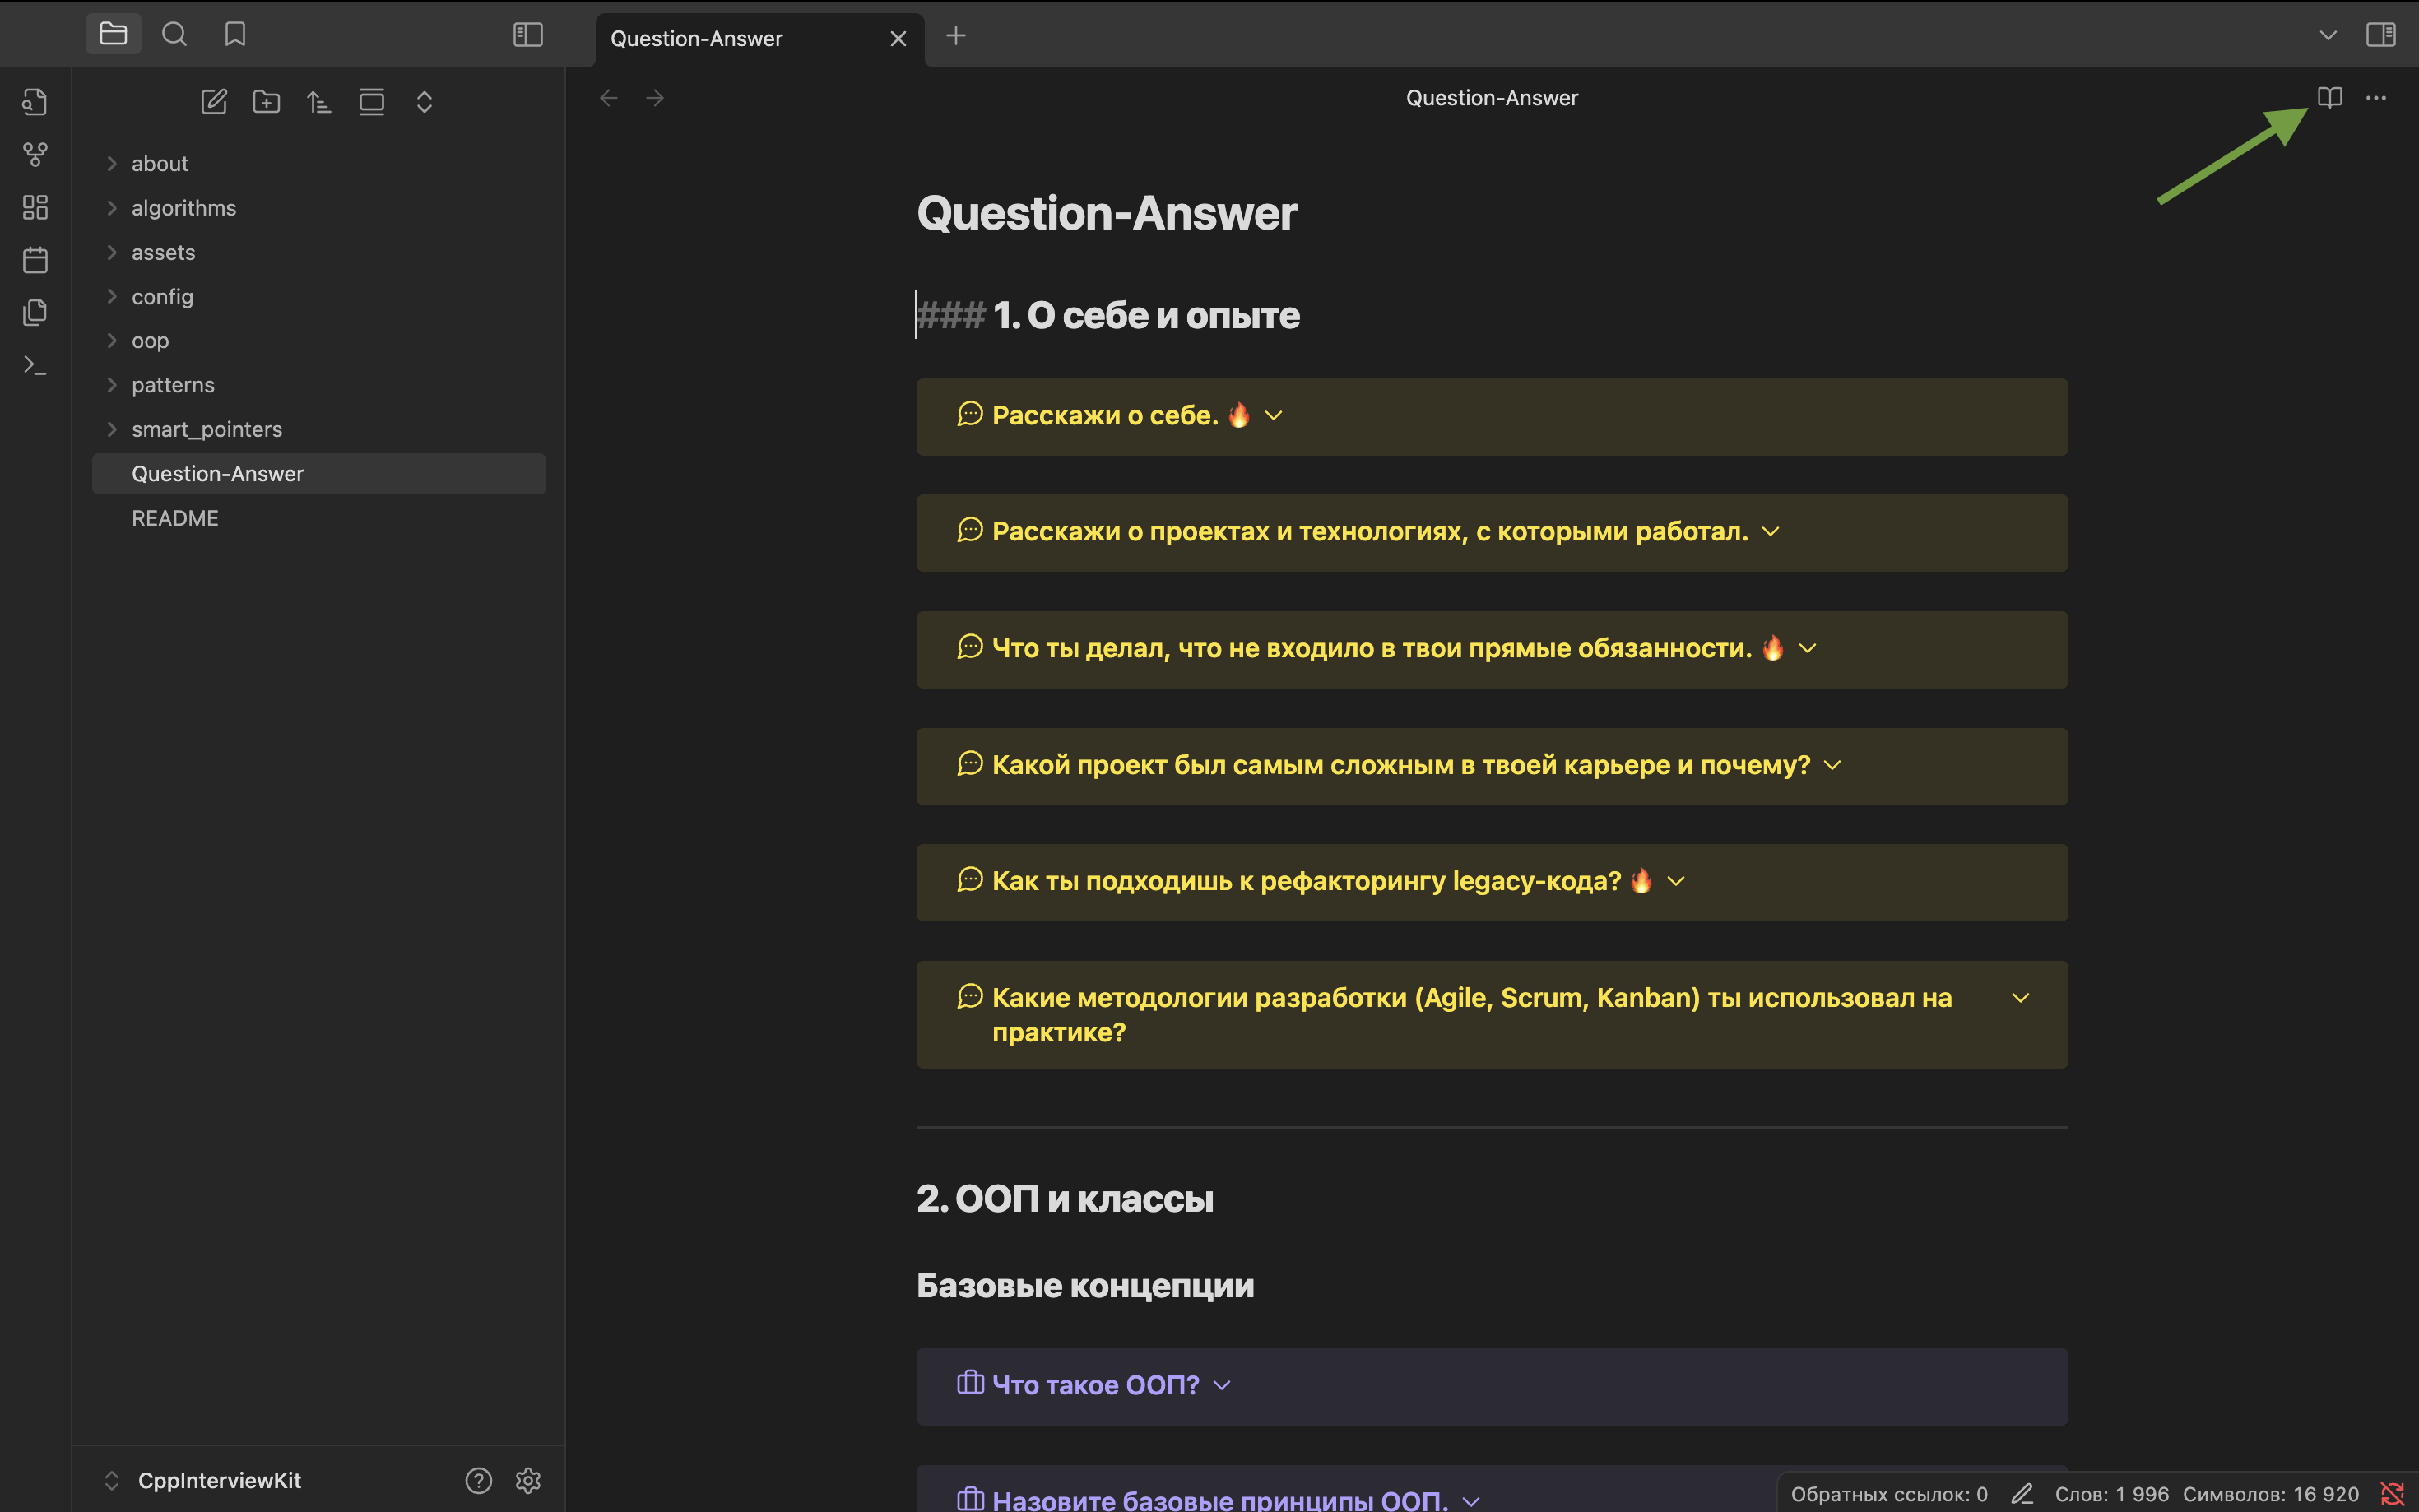 Question-Answer
Question-Answer
about
algorithms
assets
config
oop
patterns
smart_pointers
Question-Answer
README
CppInterviewKit
Question-Answer
### 1. О себе и опыте
Расскажи о себе. 🔥
Расскажи о проектах и технологиях, с которыми работал.
Что ты делал, что не входило в твои прямые обязанности. 🔥
Какой проект был самым сложным в твоей карьере и почему?
Как ты подходишь к рефакторингу legacy-кода? 🔥
Какие методологии разработки (Agile, Scrum, Kanban) ты использовал на
практике?
2. ООП и классы
Базовые концепции
Что такое ООП?
Назовите базовые принципы ООП.
Обратных ссылок: 0 Слов: 1 996 Символов: 16 920